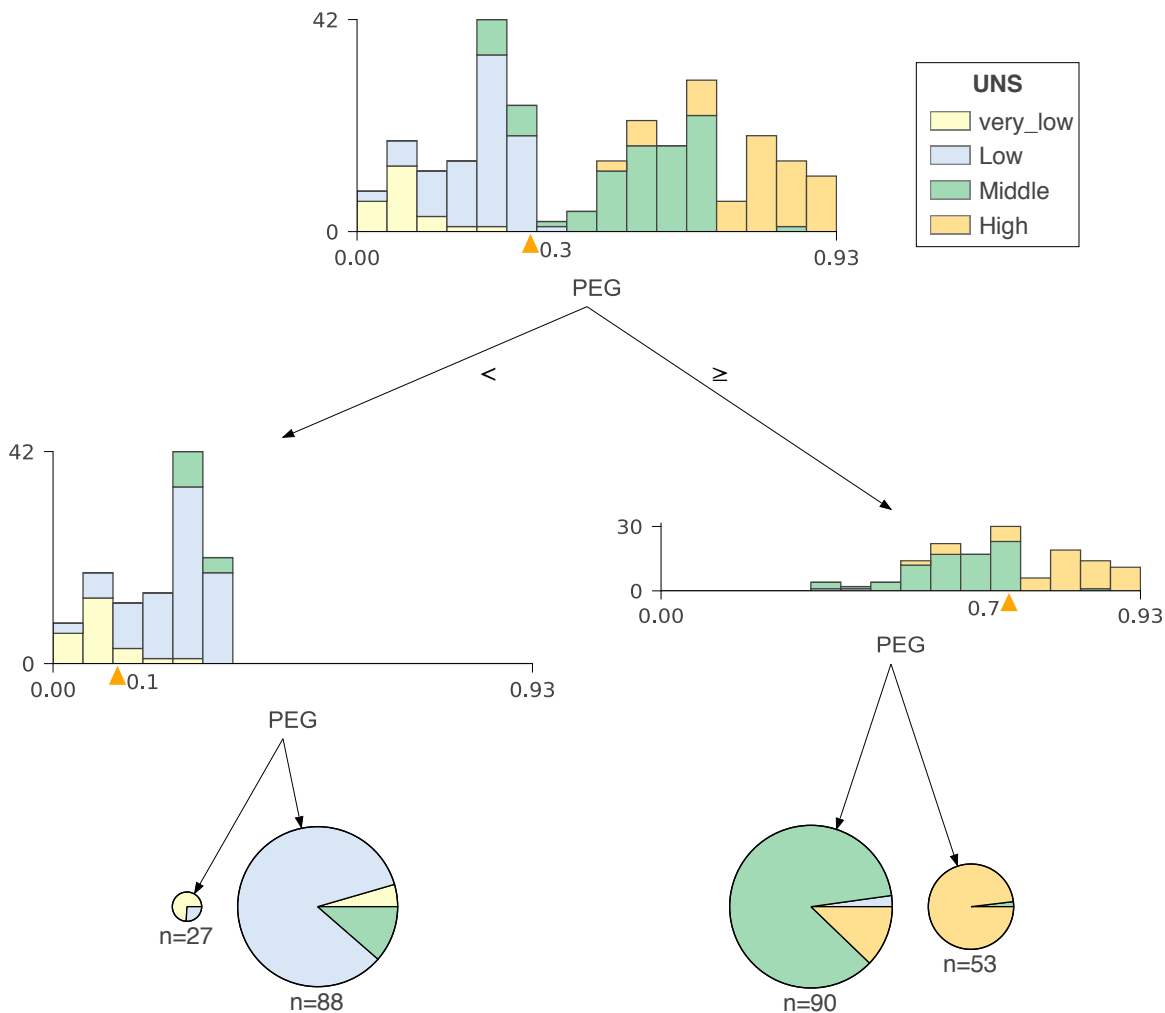 42
UNS
very_low
Low
Middle
High
0
0.3
0.00
0.93
PEG
<
≥
42
0
0.1
0.00
0.93
PEG
30
0
0.7
0.00
0.93
PEG
n=27
n=88
n=90
n=53